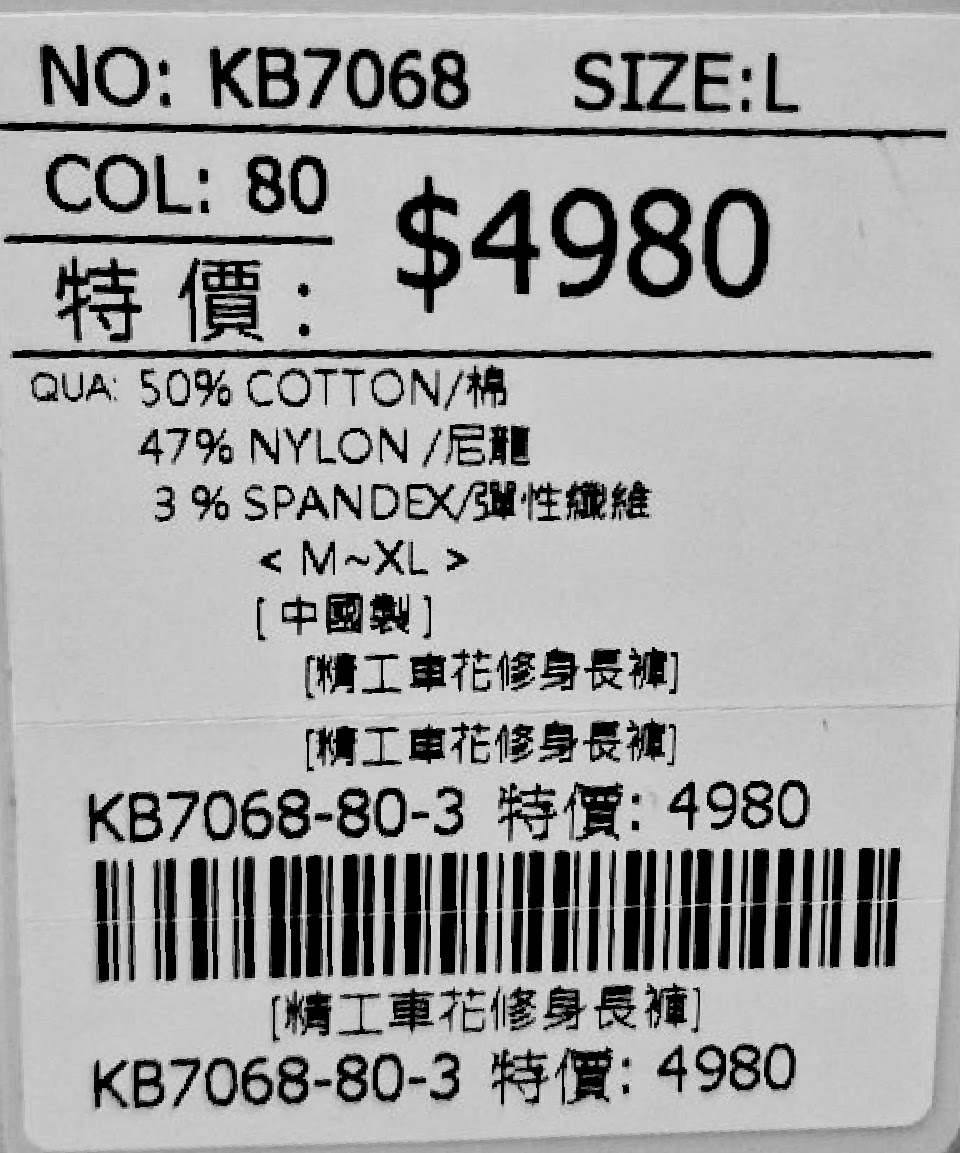 NO: KB7068 SIZE:L
COL: 80
$4980
特價:
QUA: 50% COTTON/棉
47% NYLON /尼龍
3 % SPANDEX/彈性纖維
< M~XL >
[ 中國製 ]
[精工車花修身長褲]
[精工車花修身長褲]
KB7068-80-3 特價: 4980
[精工車花修身長褲]
KB7068-80-3 特價: 4980